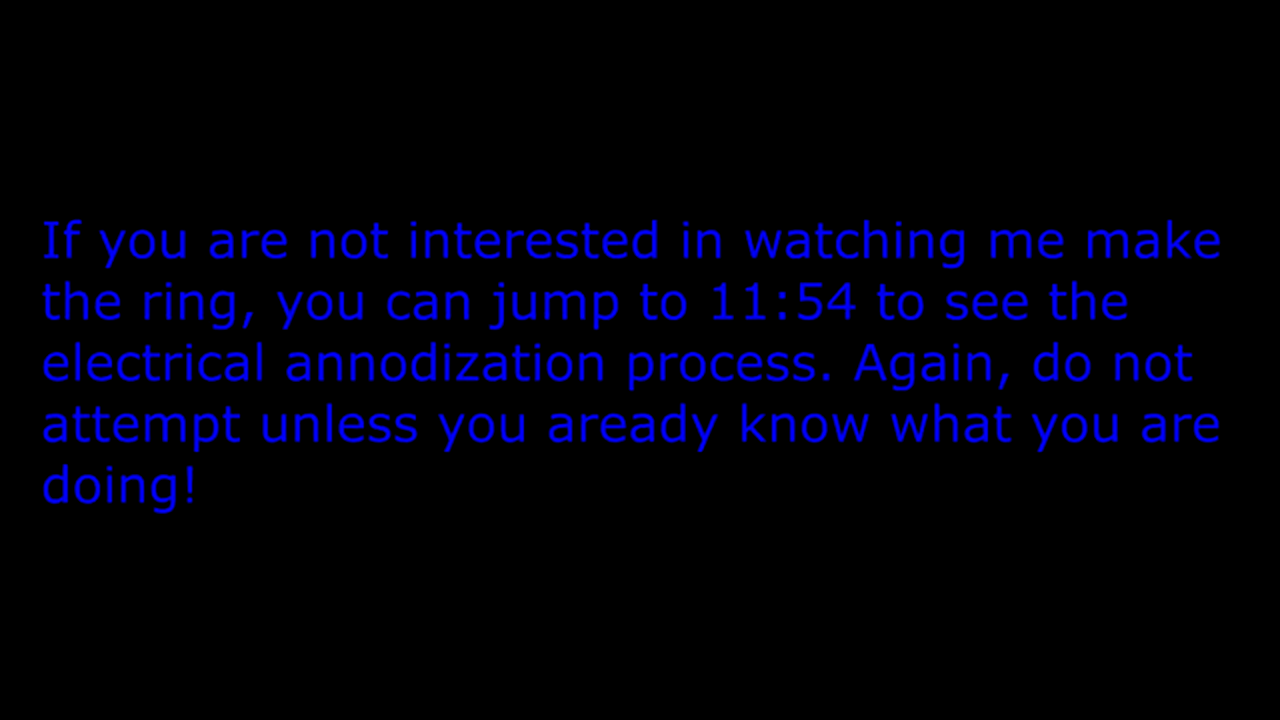 If you are not interested in watching me make
the ring, you can jump to 11:54 to see the
electrical annodization process. Again, do not
attempt unless you aready know what you are
doing!